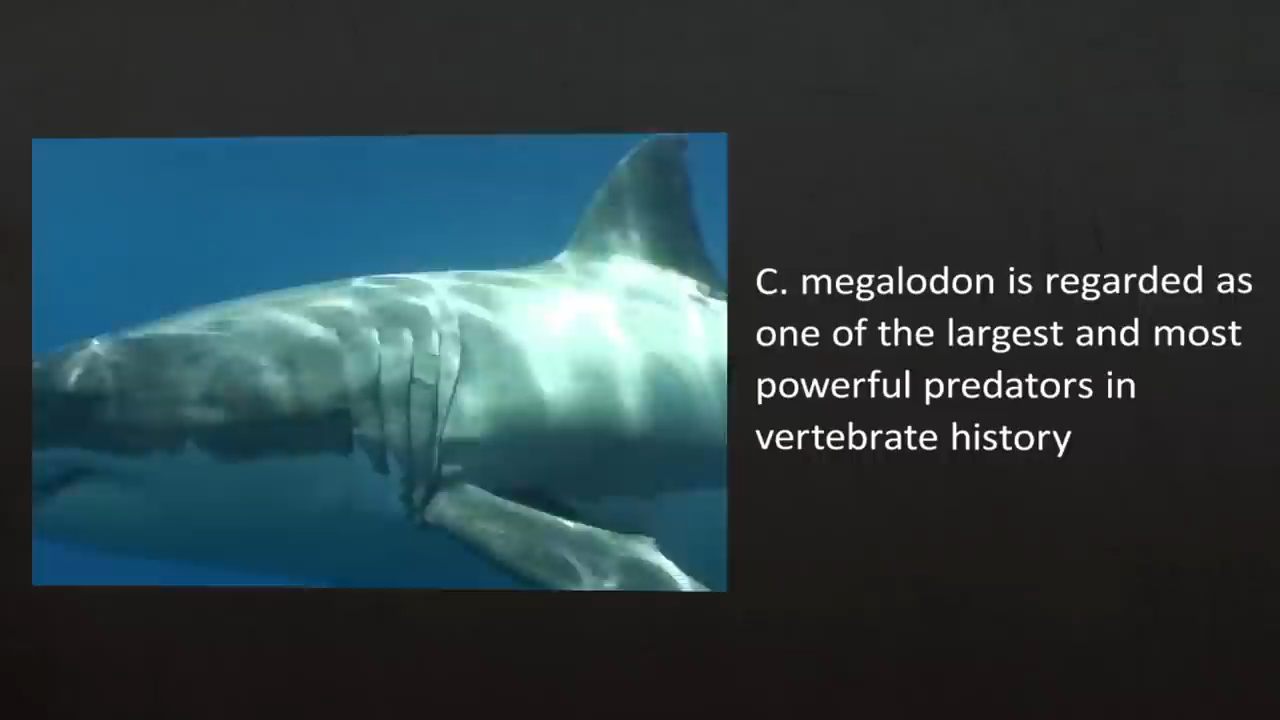 C. megalodon is regarded as
one of the largest and most
powerful predators in
vertebrate history